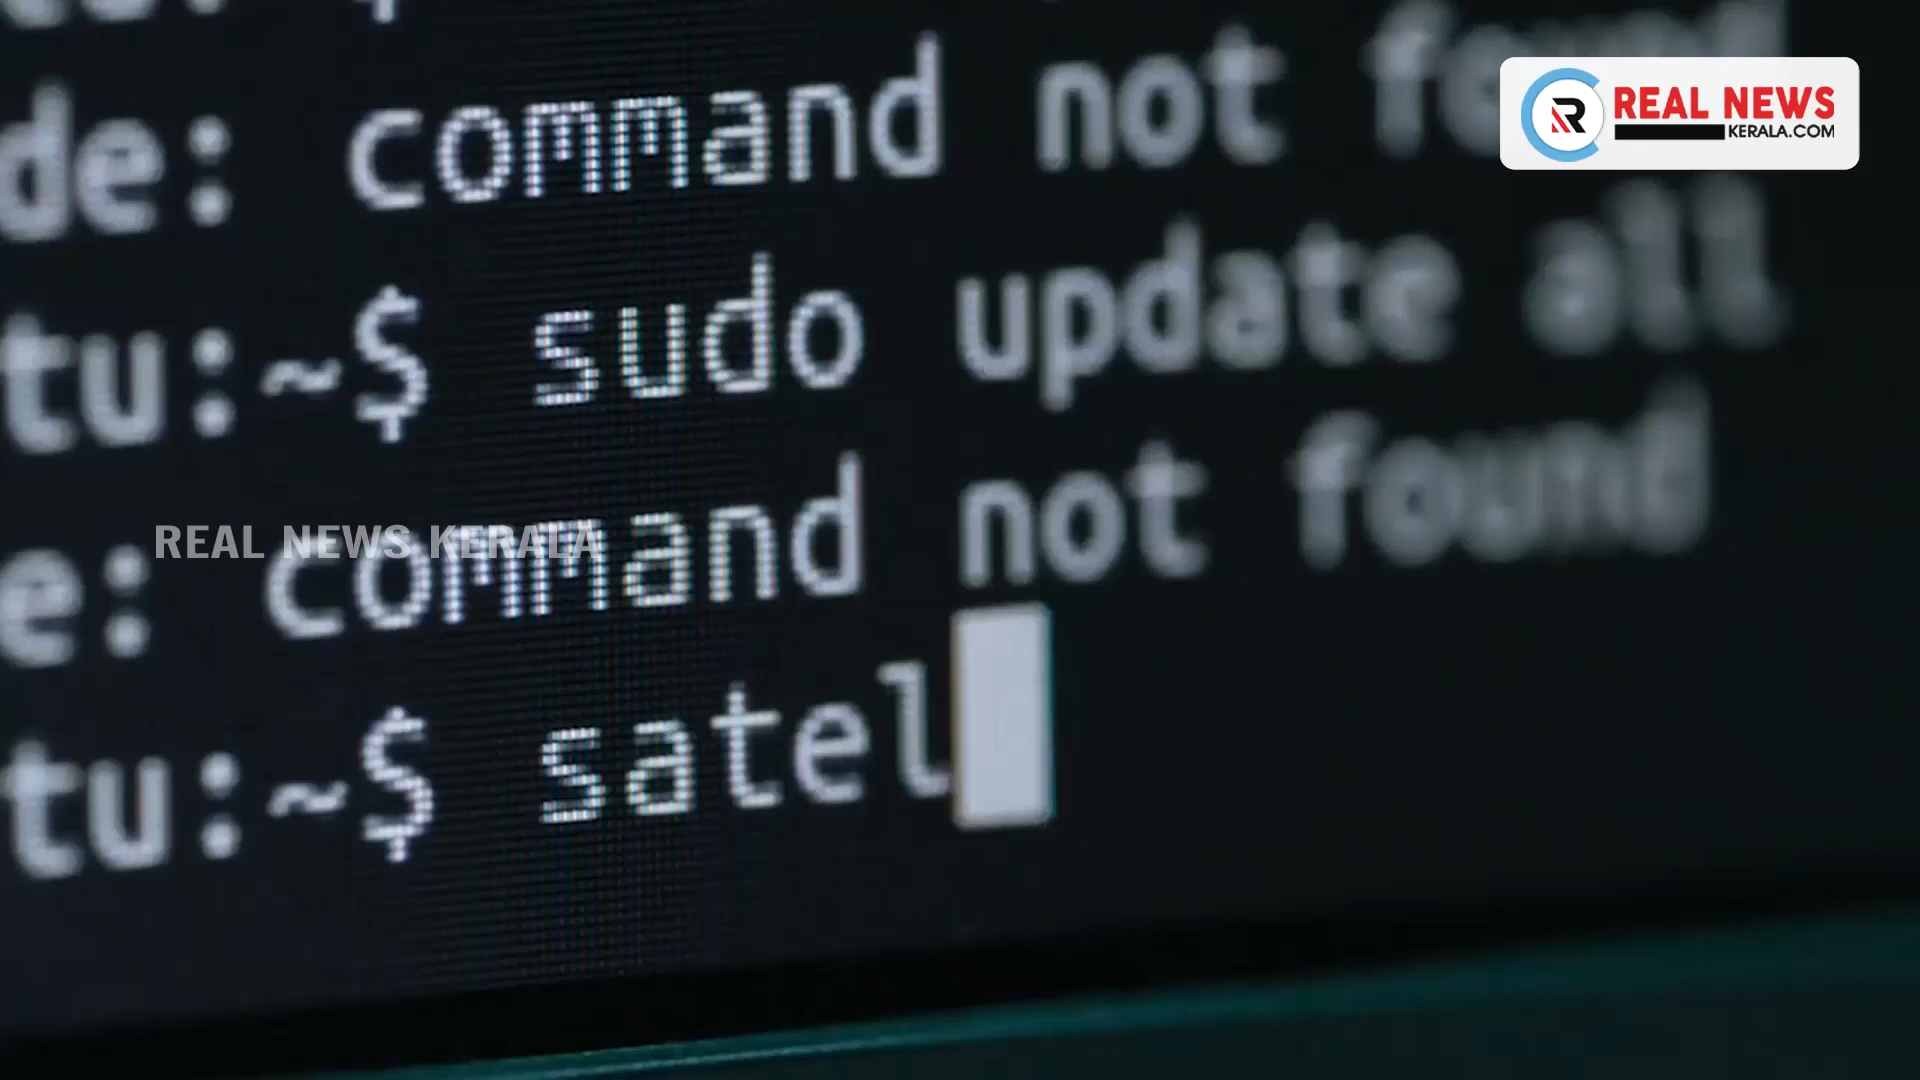 de: command not found
REAL NEWS
KERALA.COM
tu:~$ sudo update all
REAL NEWS KERALA
e: command not found
tu:~$ satel